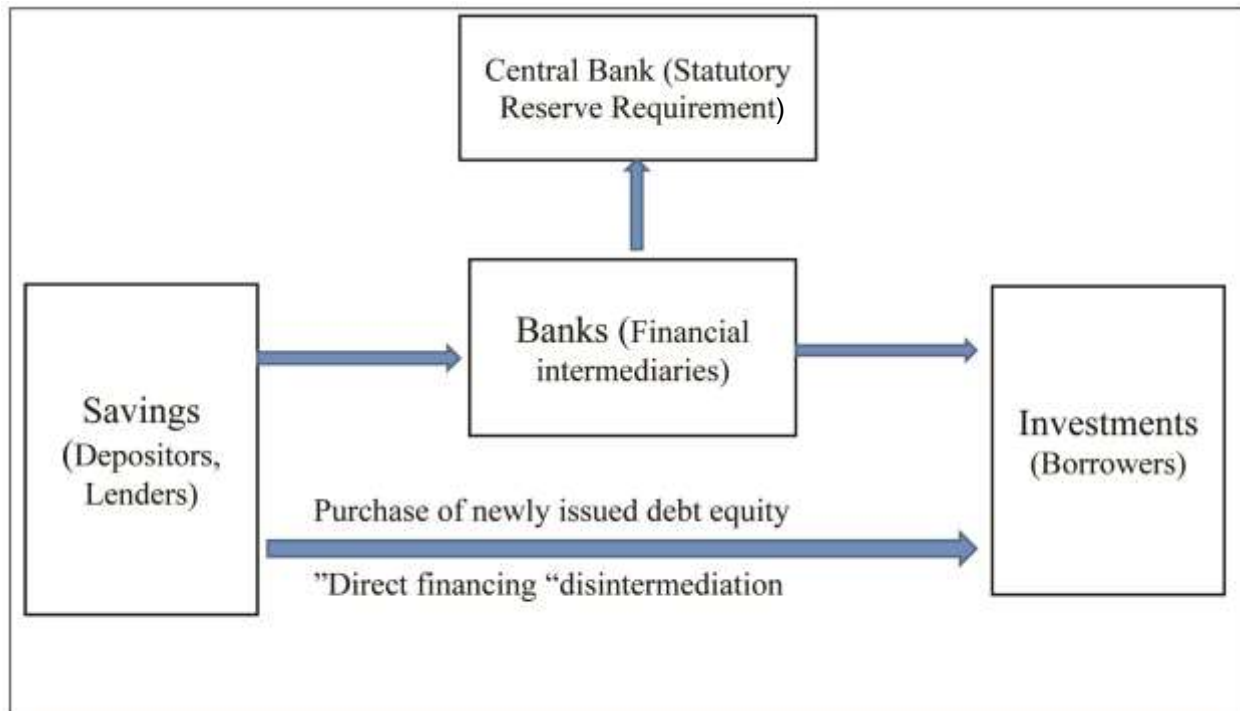 Central Bank (Statutory
Reserve Requirement)
Banks (Financial
intermediaries)
Savings
(Depositors,
Lenders)
Investments
(Borrowers)
Purchase of newly issued debt equity
”Direct financing “disintermediation